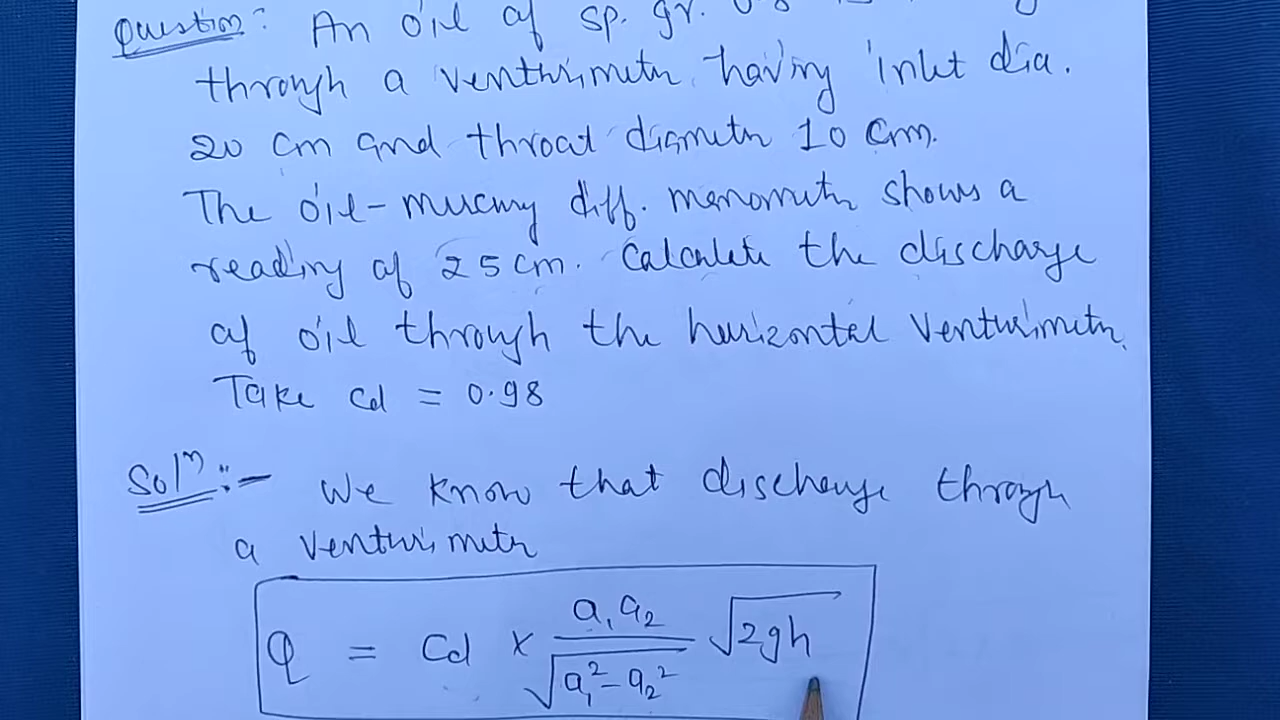 Question: An oil of sp. gr.
through a venturimeter having inlet dia.
20 cm and throat diameter 10 cm.
The oil-mercury diff. manometer shows a
reading of 25 cm. Calculate the discharge
of oil through the horizontal venturimeter.
Take Cd = 0.98
Solⁿ:- We know that discharge through
a venturimeter
Q = Cd × a₁a₂ / √(a₁² - a₂²) √2gh